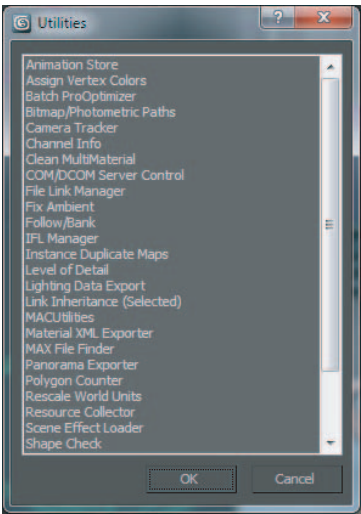 Utilities
?
X
Animation Store
Assign Vertex Colors
Batch ProOptimizer
Bitmap/Photometric Paths
Camera Tracker
Channel Info
Clean MultiMaterial
COM/DCOM Server Control
File Link Manager
Fix Ambient
Follow/Bank
IFL Manager
Instance Duplicate Maps
Level of Detail
Lighting Data Export
Link Inheritance (Selected)
MACUtilities
Material XML Exporter
MAX File Finder
Panorama Exporter
Polygon Counter
Rescale World Units
Resource Collector
Scene Effect Loader
Shape Check
OK Cancel